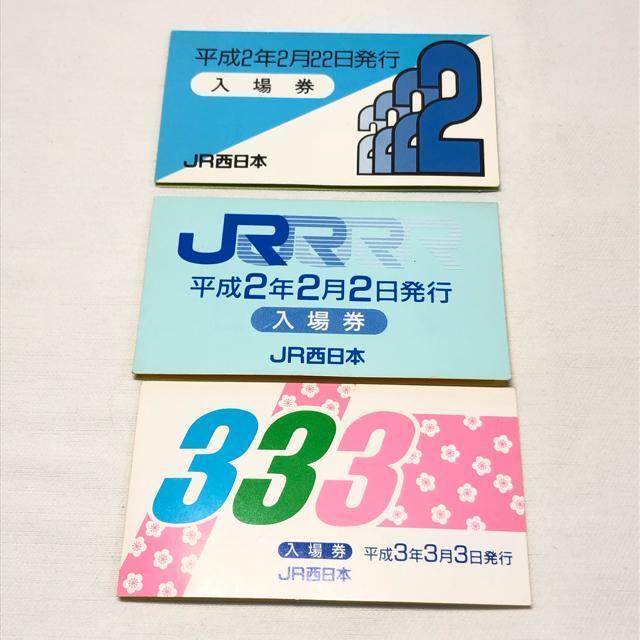 平成2年2月22日発行
入場券
2222
JR西日本
JR
平成2年2月2日発行
入場券
JR西日本
333
入場券 平成3年3月3日発行
JR西日本